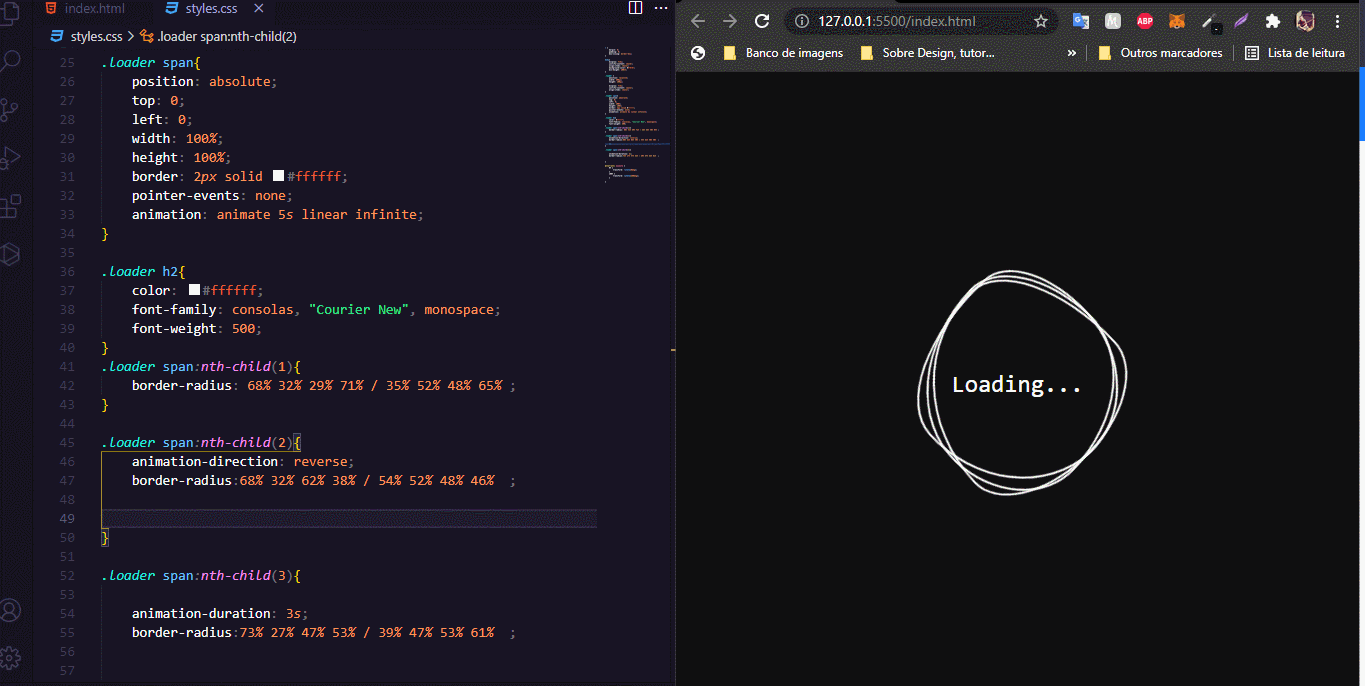 index.html
styles.css
styles.css > .loader span:nth-child(2)
25 .loader span{
26 position: absolute;
27 top: 0;
28 left: 0;
29 width: 100%;
30 height: 100%;
31 border: 2px solid #ffffff;
32 pointer-events: none;
33 animation: animate 5s linear infinite;
34 }
35
36 .loader h2{
37 color: #ffffff;
38 font-family: consolas, "Courier New", monospace;
39 font-weight: 500;
40 }
41 .loader span:nth-child(1){
42 border-radius: 68% 32% 29% 71% / 35% 52% 48% 65% ;
43 }
44
45 .loader span:nth-child(2){
46 animation-direction: reverse;
47 border-radius:68% 32% 62% 38% / 54% 52% 48% 46%  ;
48
49
50 }
51
52 .loader span:nth-child(3){
53
54 animation-duration: 3s;
55 border-radius:73% 27% 47% 53% / 39% 47% 53% 61%  ;
56
57
127.0.0.1:5500/index.html
ABP
Banco de imagens
Sobre Design, tutor...
»
Outros marcadores
Lista de leitura
Loading...